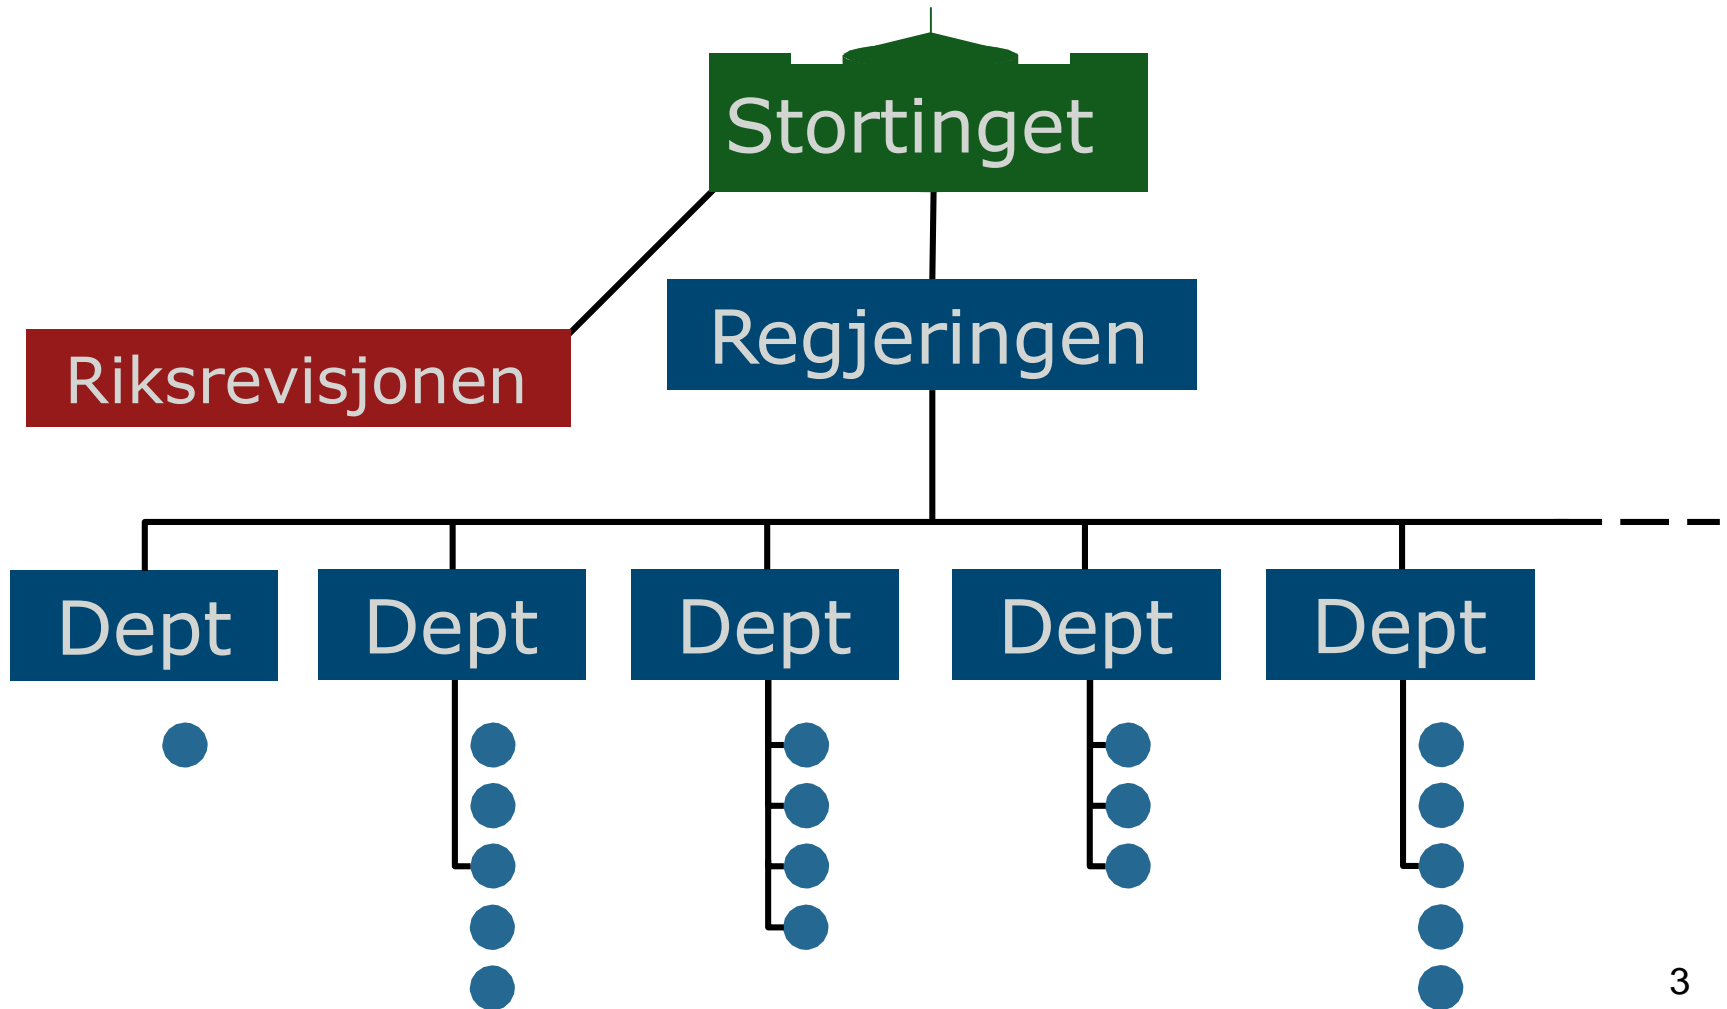 Stortinget
Regjeringen
Riksrevisjonen
Dept
Dept
Dept
Dept
Dept
3